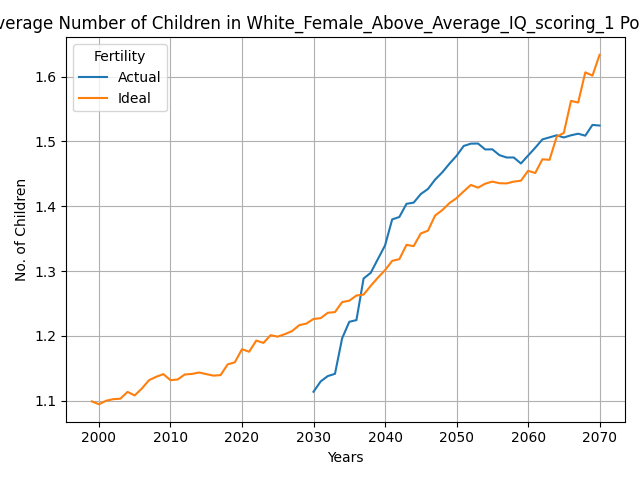 verage Number of Children in White_Female_Above_Average_IQ_scoring_1 Po
Fertility
Actual
Ideal
No. of Children
1.6
1.5
1.4
1.3
1.2
1.1
2000 2010 2020 2030 2040 2050 2060 2070
Years